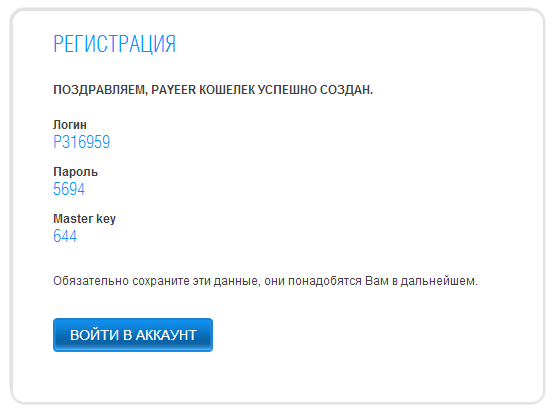 РЕГИСТРАЦИЯ
ПОЗДРАВЛЯЕМ, PAYEER КОШЕЛЕК УСПЕШНО СОЗДАН.
Логин
P316959
Пароль
5694
Master key
644
Обязательно сохраните эти данные, они понадобятся Вам в дальнейшем.
ВОЙТИ В АККАУНТ